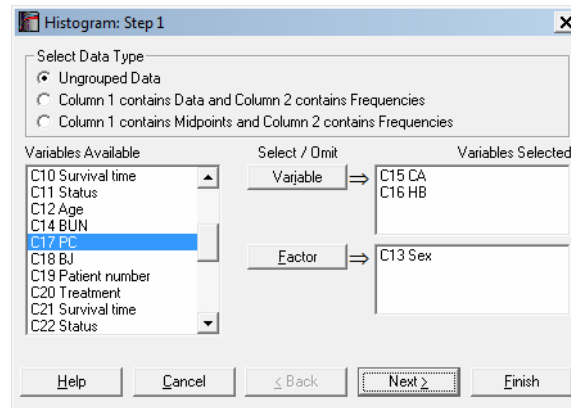 Histogram: Step 1
Select Data Type
Ungrouped Data
Column 1 contains Data and Column 2 contains Frequencies
Column 1 contains Midpoints and Column 2 contains Frequencies
Variables Available
Select / Omit
Variables Selected
C10 Survival time
C11 Status
C12 Age
C14 BUN
C17 PC
C18 BJ
C19 Patient number
C20 Treatment
C21 Survival time
C22 Status
Variable
C15 CA
C16 HB
Factor
C13 Sex
Help
Cancel
< Back
Next >
Finish